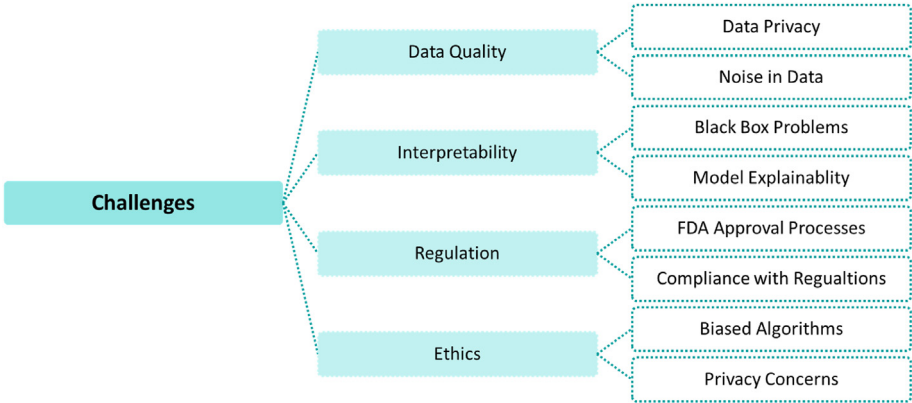 Challenges
Data Quality
Data Privacy
Noise in Data
Interpretability
Black Box Problems
Model Explainablity
Regulation
FDA Approval Processes
Compliance with Regualtions
Ethics
Biased Algorithms
Privacy Concerns